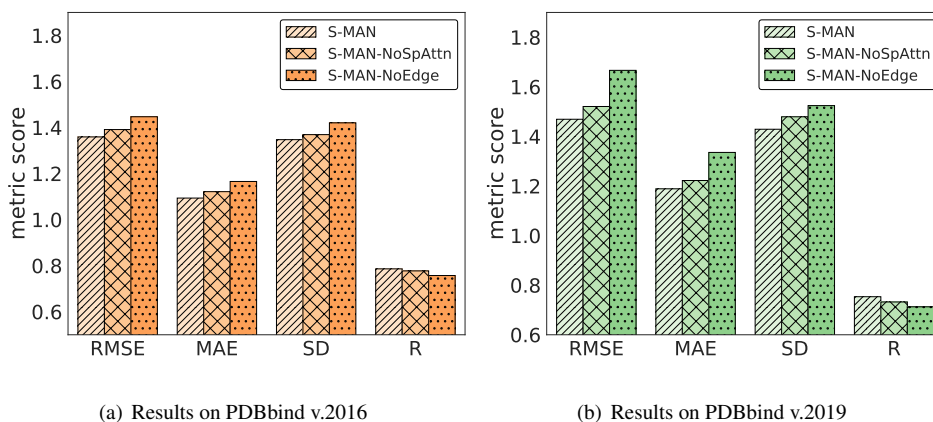 1.8
1.6
1.4
1.2
1.0
0.8
0.6
metric score
S-MAN
S-MAN-NoSpAttn
S-MAN-NoEdge
RMSE MAE SD R
(a) Results on PDBbind v.2016
1.8
1.6
1.4
1.2
1.0
0.8
0.6
metric score
S-MAN
S-MAN-NoSpAttn
S-MAN-NoEdge
RMSE MAE SD R
(b) Results on PDBbind v.2019